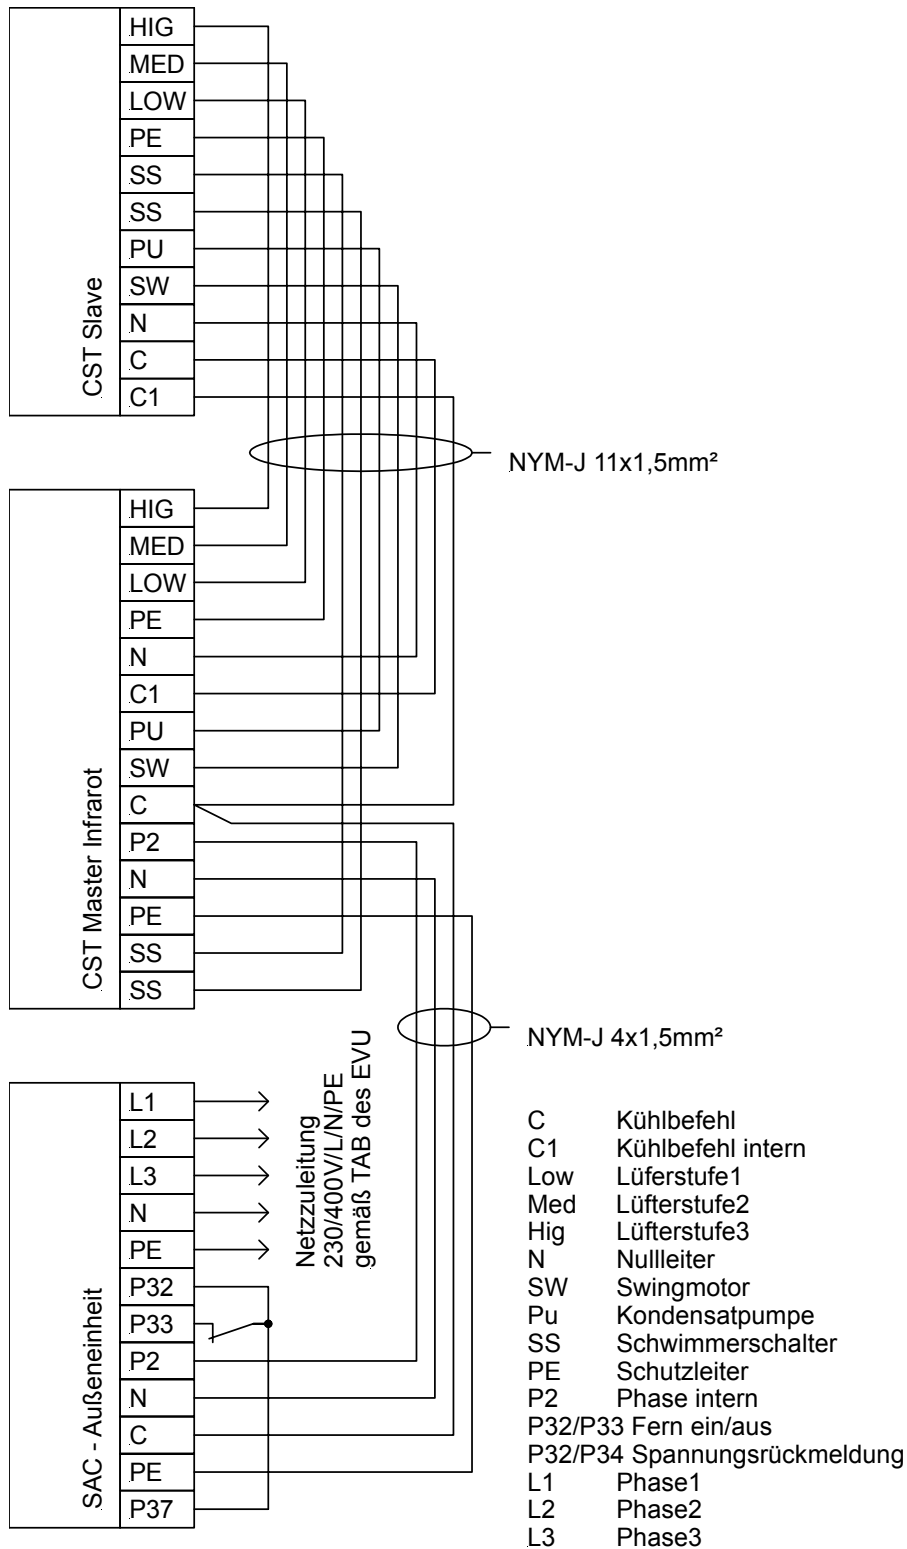 HIG
MED
LOW
PE
SS
SS
PU
SW
N
C
C1
CST Slave
NYM-J 11x1,5mm²
HIG
MED
LOW
PE
N
C1
PU
SW
C
P2
N
PE
SS
SS
CST Master Infrarot
NYM-J 4x1,5mm²
L1
L2
L3
N
PE
P32
P33
P2
N
C
PE
P37
SAC - Außeneinheit
Netzzuleitung
230/400V/L/N/PE
gemäß TAB des EVU
C Kühlbefehl
C1 Kühlbefehl intern
Low Lüferstufe1
Med Lüfterstufe2
Hig Lüfterstufe3
N Nullleiter
SW Swingmotor
Pu Kondensatpumpe
SS Schwimmerschalter
PE Schutzleiter
P2 Phase intern
P32/P33 Fern ein/aus
P32/P34 Spannungsrückmeldung
L1 Phase1
L2 Phase2
L3 Phase3